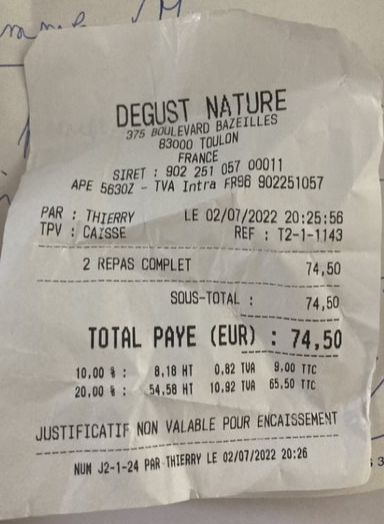 DEGUST NATURE
375 BOULEVARD BAZEILLES
83000 TOULON
FRANCE
SIRET : 902 251 057 00011
APE 5630Z - TVA Intra FR96 902251057
PAR : THIERRY LE 02/07/2022 20:25:56
TPV : CAISSE REF : T2-1-1143
2 REPAS COMPLET 74,50
SOUS-TOTAL : 74,50
TOTAL PAYE (EUR) : 74,50
10,00 % : 8,18 HT 0.82 TVA 9,00 TTC
20,00 % : 54,58 HT 10,92 TVA 65,50 TTC
JUSTIFICATIF NON VALABLE POUR ENCAISSEMENT
NUM J2-1-24 PAR THIERRY LE 02/07/2022 20:26